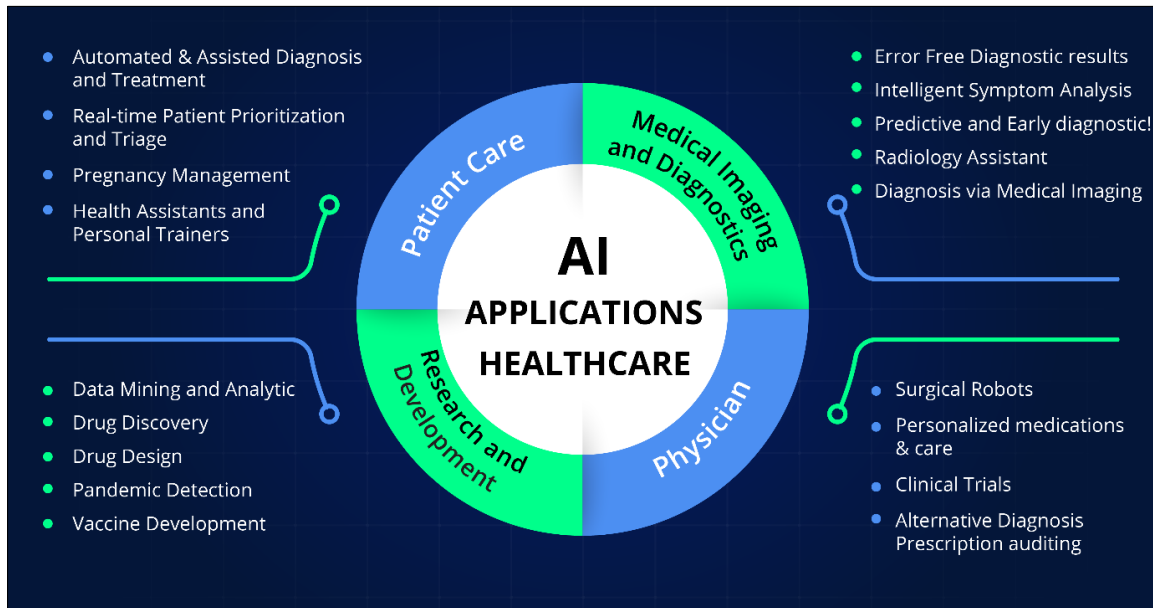 Automated & Assisted Diagnosis
and Treatment
Real-time Patient Prioritization
and Triage
Pregnancy Management
Health Assistants and
Personal Trainers
Error Free Diagnostic results
Intelligent Symptom Analysis
Predictive and Early diagnostic!
Radiology Assistant
Diagnosis via Medical Imaging
Patient Care
Medical Imaging
and Diagnostics
AI
APPLICATIONS
HEALTHCARE
Research and
Development
Physician
Data Mining and Analytic
Drug Discovery
Drug Design
Pandemic Detection
Vaccine Development
Surgical Robots
Personalized medications
& care
Clinical Trials
Alternative Diagnosis
Prescription auditing